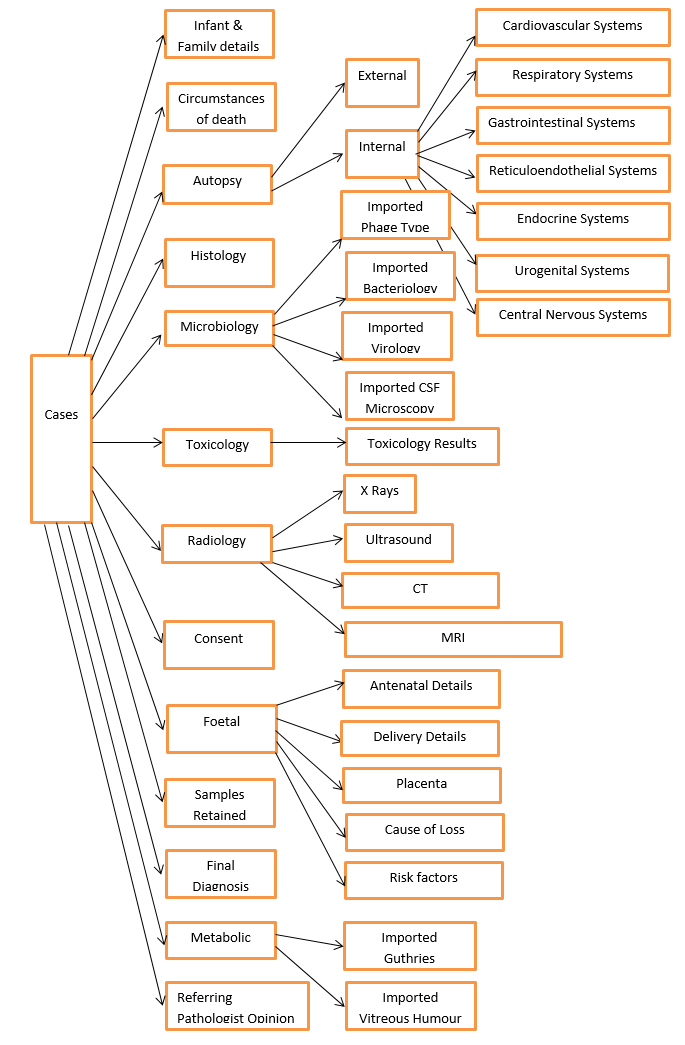 Infant &
Family details
Circumstances
of death
Autopsy
Histology
Microbiology
Cases
Toxicology
Radiology
Consent
Foetal
Samples
Retained
Final
Diagnosis
Metabolic
Referring
Pathologist Opinion
External
Internal
Imported
Phage Type
Imported
Bacteriology
Imported
Virology
Imported CSF
Microscopy
Toxicology Results
X Rays
Ultrasound
CT
MRI
Antenatal Details
Delivery Details
Placenta
Cause of Loss
Risk factors
Imported
Guthries
Imported
Vitreous Humour
Cardiovascular Systems
Respiratory Systems
Gastrointestinal Systems
Reticuloendothelial Systems
Endocrine Systems
Urogenital Systems
Central Nervous Systems